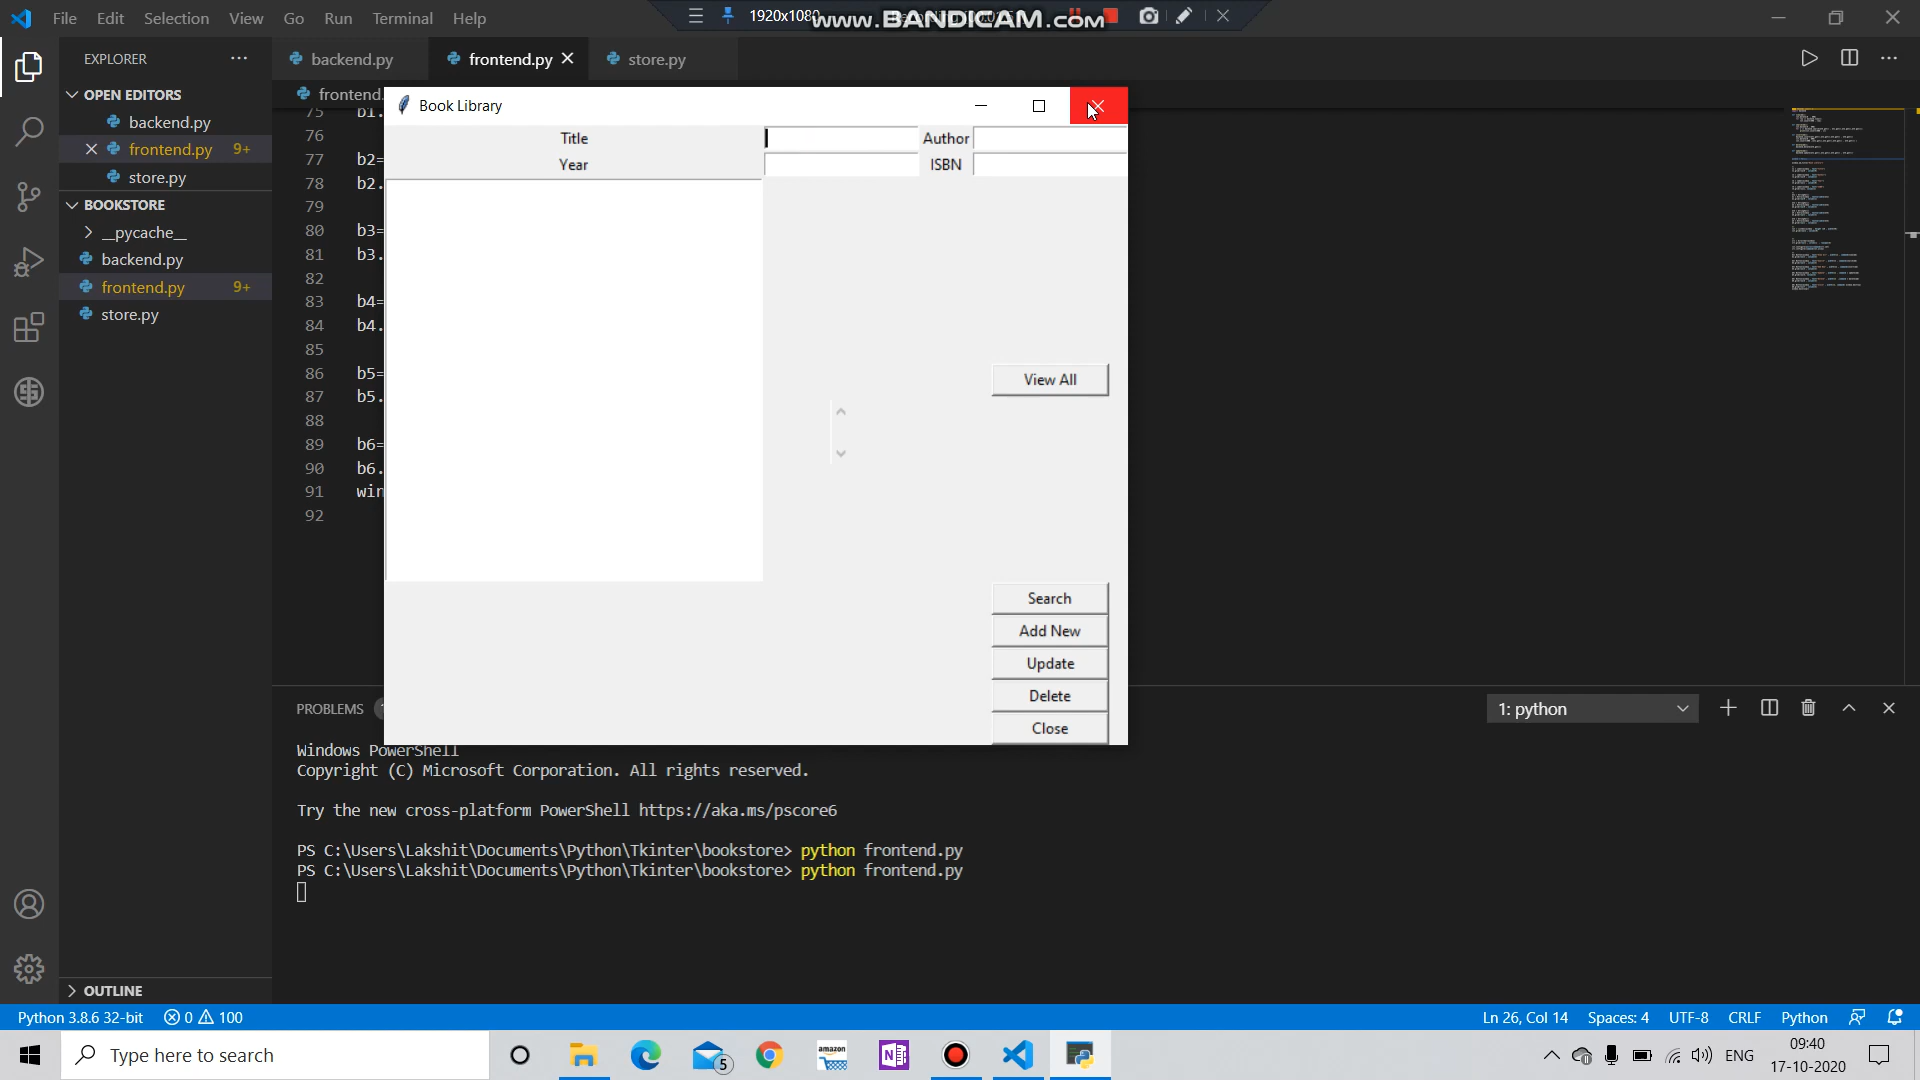 File Edit Selection View Go Run Terminal Help
1920x1080
www.BANDICAM.com
EXPLORER
backend.py
frontend.py
store.py
OPEN EDITORS
backend.py
frontend.py 9+
store.py
BOOKSTORE
__pycache__
backend.py
frontend.py 9+
store.py
OUTLINE
frontend.
75 b1.
76
77 b2=
78 b2.
79
80 b3=
81 b3.
82
83 b4=
84 b4.
85
86 b5=
87 b5.
88
89 b6=
90 b6.
91 win
92
Book Library
Title
Author
Year
ISBN
View All
Search
Add New
Update
Delete
Close
PROBLEMS
1: python
Windows PowerShell
Copyright (C) Microsoft Corporation. All rights reserved.
Try the new cross-platform PowerShell https://aka.ms/pscore6
PS C:\Users\Lakshit\Documents\Python\Tkinter\bookstore> python frontend.py
PS C:\Users\Lakshit\Documents\Python\Tkinter\bookstore> python frontend.py
Python 3.8.6 32-bit 0 100
Ln 26, Col 14 Spaces: 4 UTF-8 CRLF Python
Type here to search
amazon
5
N
ENG
09:40
17-10-2020